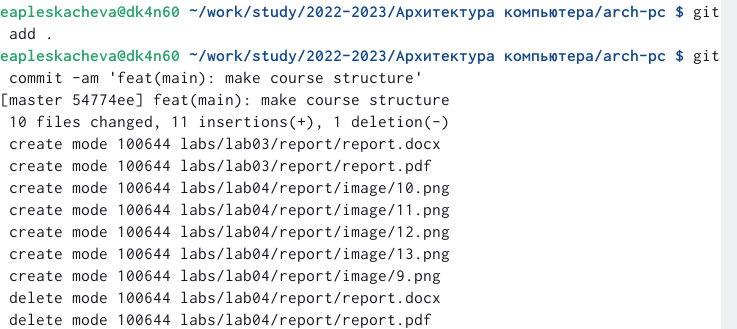 eapleskacheva@dk4n60 ~/work/study/2022-2023/Архитектура компьютера/arch-pc $ git
 add .
eapleskacheva@dk4n60 ~/work/study/2022-2023/Архитектура компьютера/arch-pc $ git
 commit -am 'feat(main): make course structure'
[master 54774ee] feat(main): make course structure
 10 files changed, 11 insertions(+), 1 deletion(-)
 create mode 100644 labs/lab03/report/report.docx
 create mode 100644 labs/lab03/report/report.pdf
 create mode 100644 labs/lab04/report/image/10.png
 create mode 100644 labs/lab04/report/image/11.png
 create mode 100644 labs/lab04/report/image/12.png
 create mode 100644 labs/lab04/report/image/13.png
 create mode 100644 labs/lab04/report/image/9.png
 delete mode 100644 labs/lab04/report/report.docx
 delete mode 100644 labs/lab04/report/report.pdf